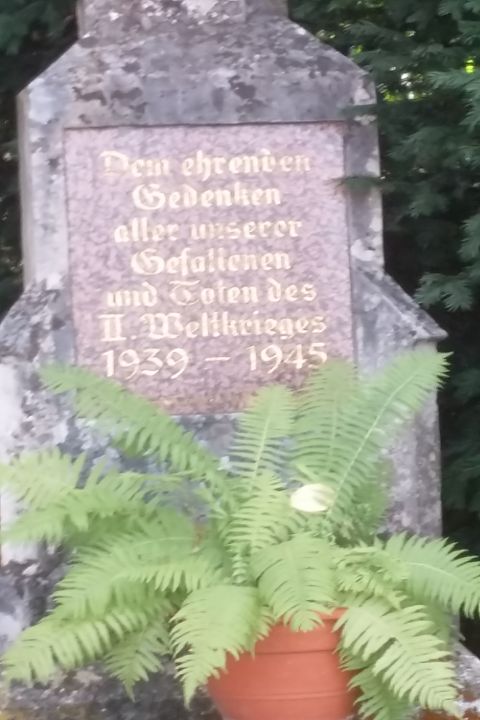 Dem ehrenden
Gedenken
aller unserer
Gefallenen
und Toten des
II. Weltkrieges
1939 – 1945